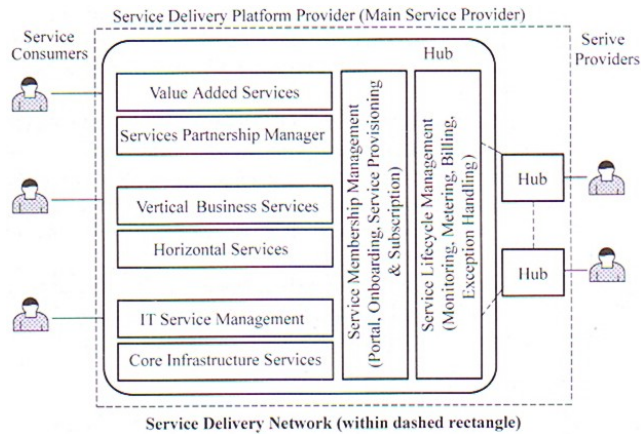 Service Delivery Platform Provider (Main Service Provider)
Service
Consumers
Hub
Serive
Providers
Value Added Services
Services Partnership Manager
Vertical Business Services
Horizontal Services
IT Service Management
Core Infrastructure Services
Service Membership Management
(Portal, Onboarding, Service Provisioning
& Subscription)
Service Lifecycle Management
(Monitoring, Metering, Billing,
Exception Handling)
Hub
Hub
Service Delivery Network (within dashed rectangle)